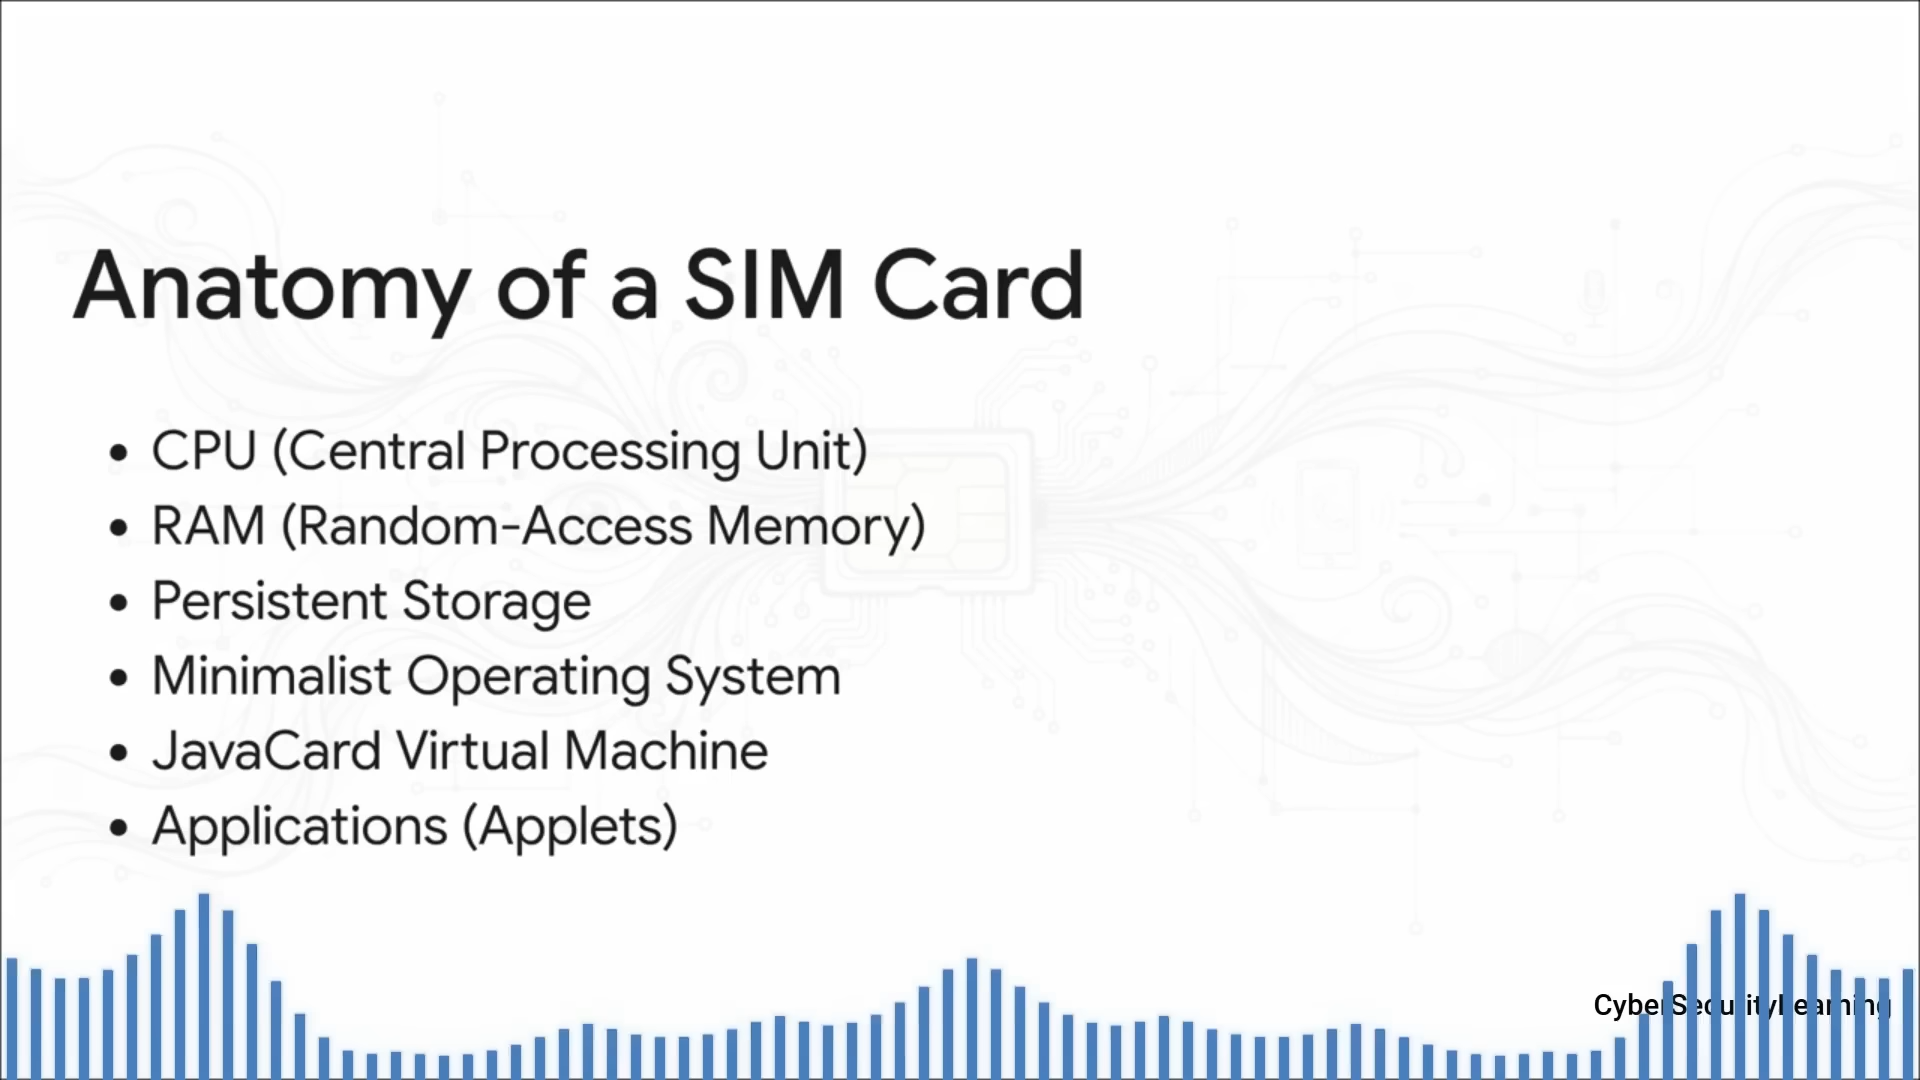 Anatomy of a SIM Card
• CPU (Central Processing Unit)
• RAM (Random-Access Memory)
• Persistent Storage
• Minimalist Operating System
• JavaCard Virtual Machine
• Applications (Applets)
CyberSecurityLearning